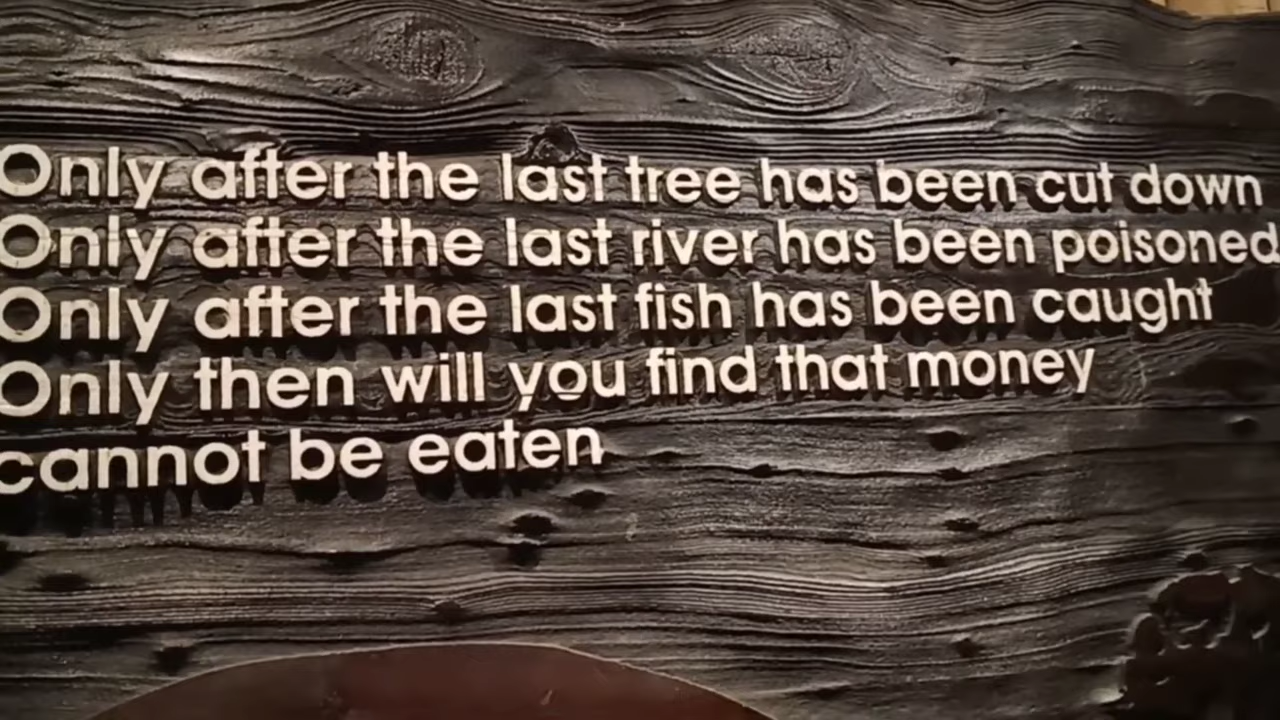 Only after the last tree has been cut down
Only after the last river has been poisoned
Only after the last fish has been caught
Only then will you find that money
cannot be eaten